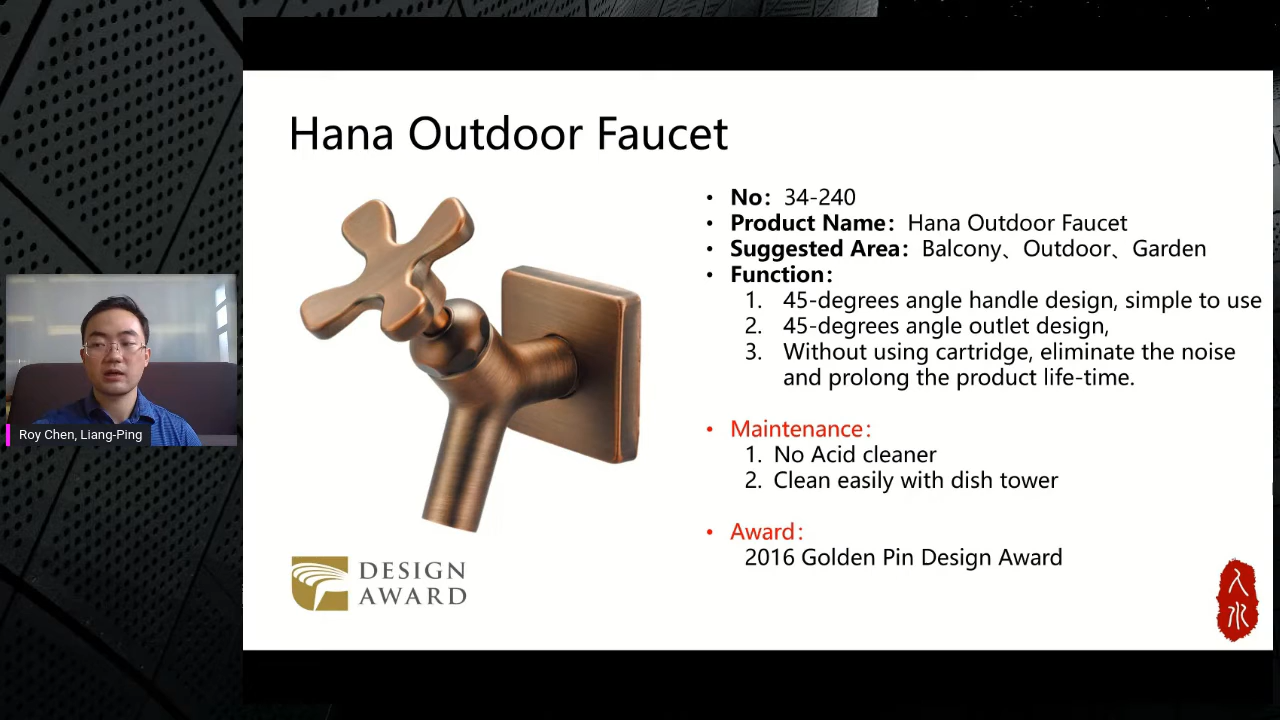 Hana Outdoor Faucet
• No：34-240
• Product Name：Hana Outdoor Faucet
• Suggested Area：Balcony、Outdoor、Garden
• Function：
1. 45-degrees angle handle design, simple to use
2. 45-degrees angle outlet design,
3. Without using cartridge, eliminate the noise
and prolong the product life-time.
• Maintenance：
1. No Acid cleaner
2. Clean easily with dish tower
• Award：
2016 Golden Pin Design Award
DESIGN
AWARD
入
水
Roy Chen, Liang-Ping